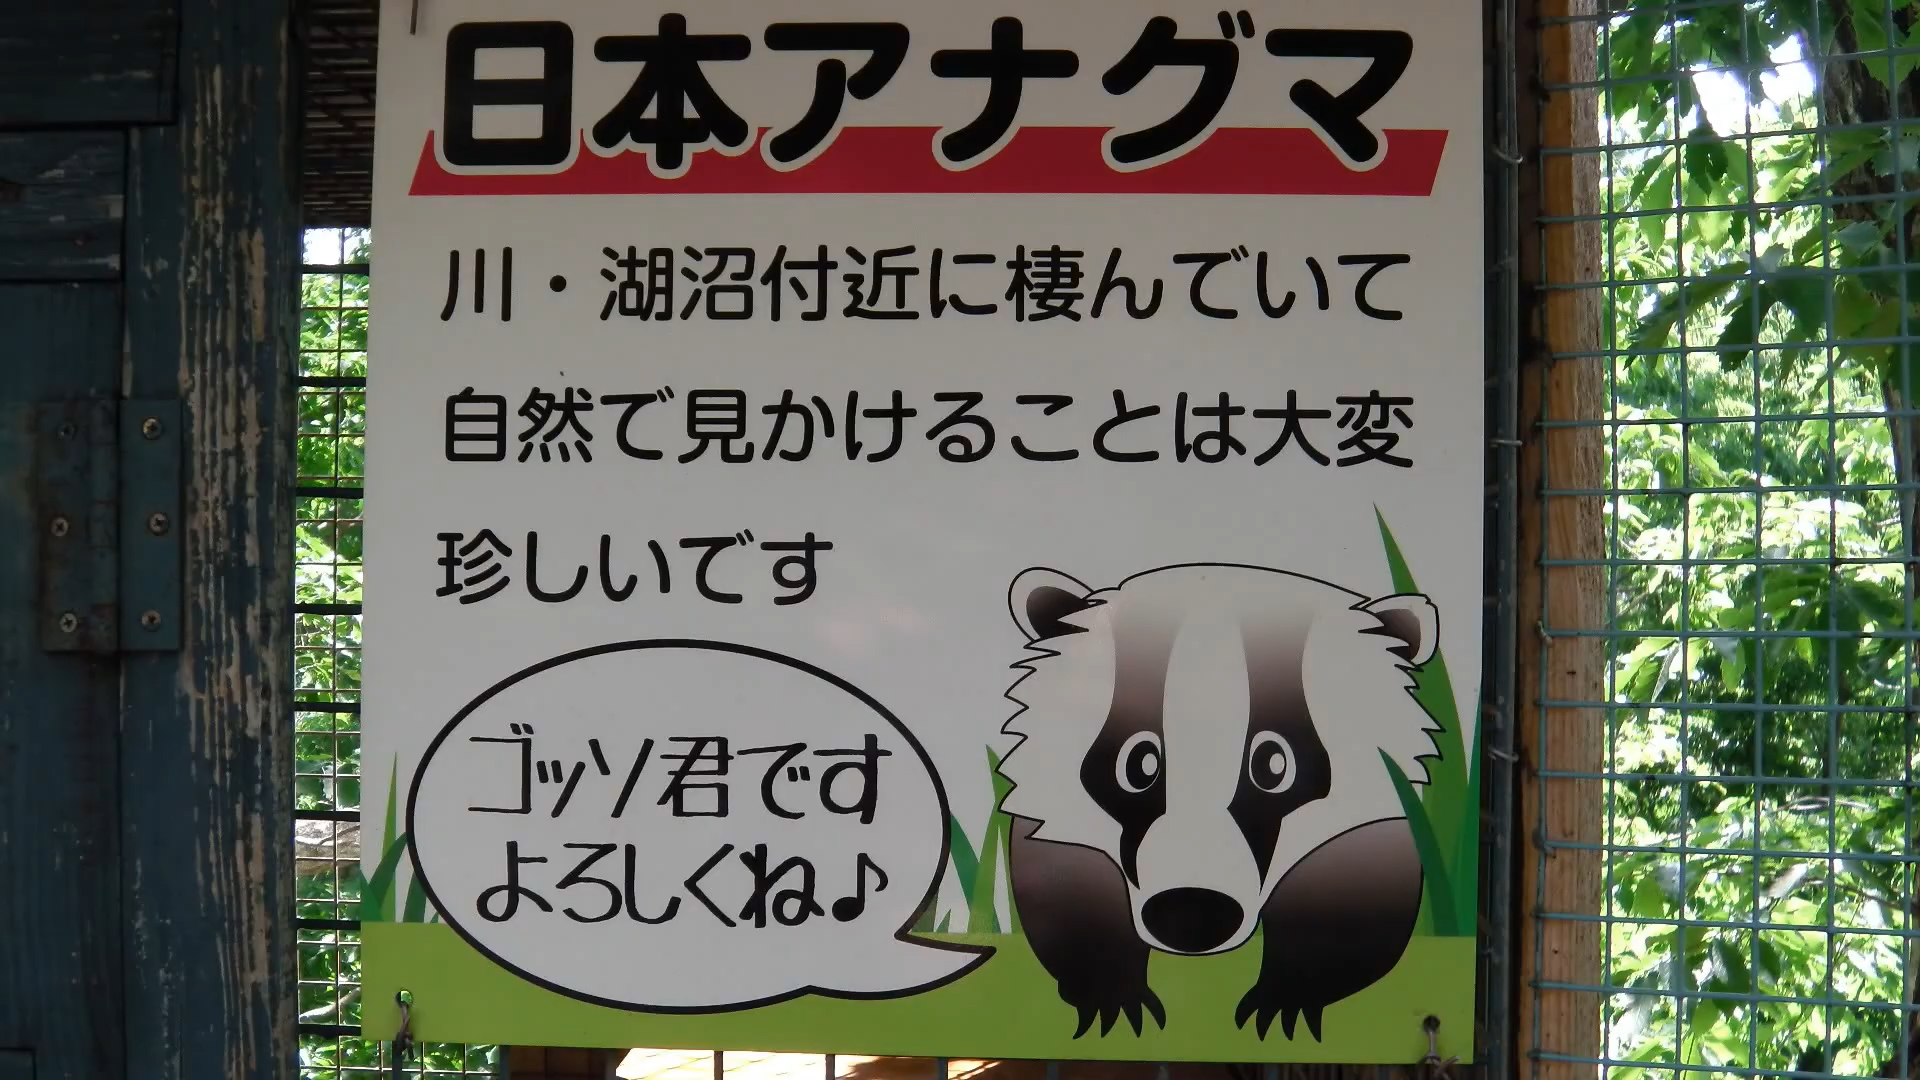 日本アナグマ
川・湖沼付近に棲んでいて
自然で見かけることは大変
珍しいです
ゴッソ君です
よろしくね♪